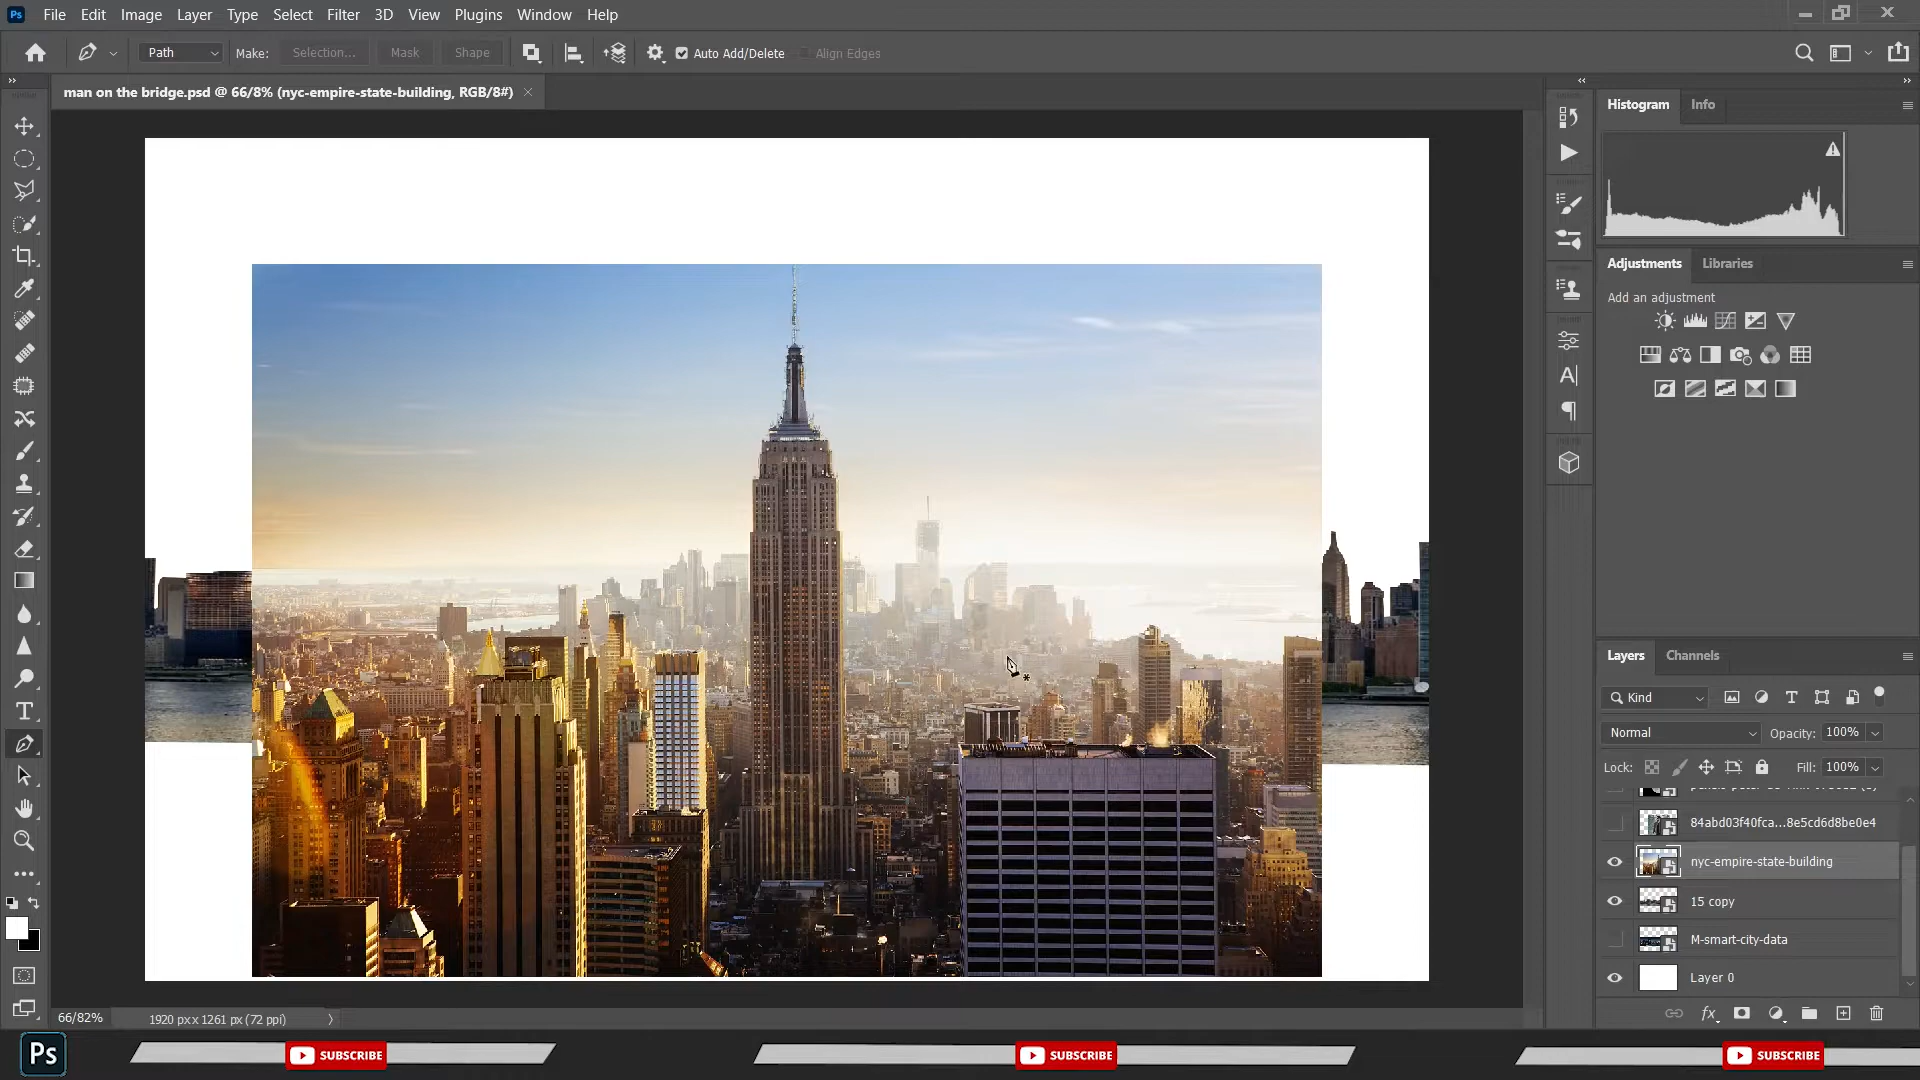 Ps File Edit Image Layer Type Select Filter 3D View Plugins Window Help
Path Make: Selection... Mask Shape Auto Add/Delete Align Edges
man on the bridge.psd @ 66/8% (nyc-empire-state-building, RGB/8#)
Histogram Info
Adjustments Libraries
Add an adjustment
Layers Channels
Kind
Normal Opacity: 100%
Lock: Fill: 100%
84abd03f40fca...8e5cd6d8be0e4
nyc-empire-state-building
15 copy
M-smart-city-data
Layer 0
fx
66/82% 1920 px x 1261 px (72 ppi)
Ps SUBSCRIBE SUBSCRIBE SUBSCRIBE